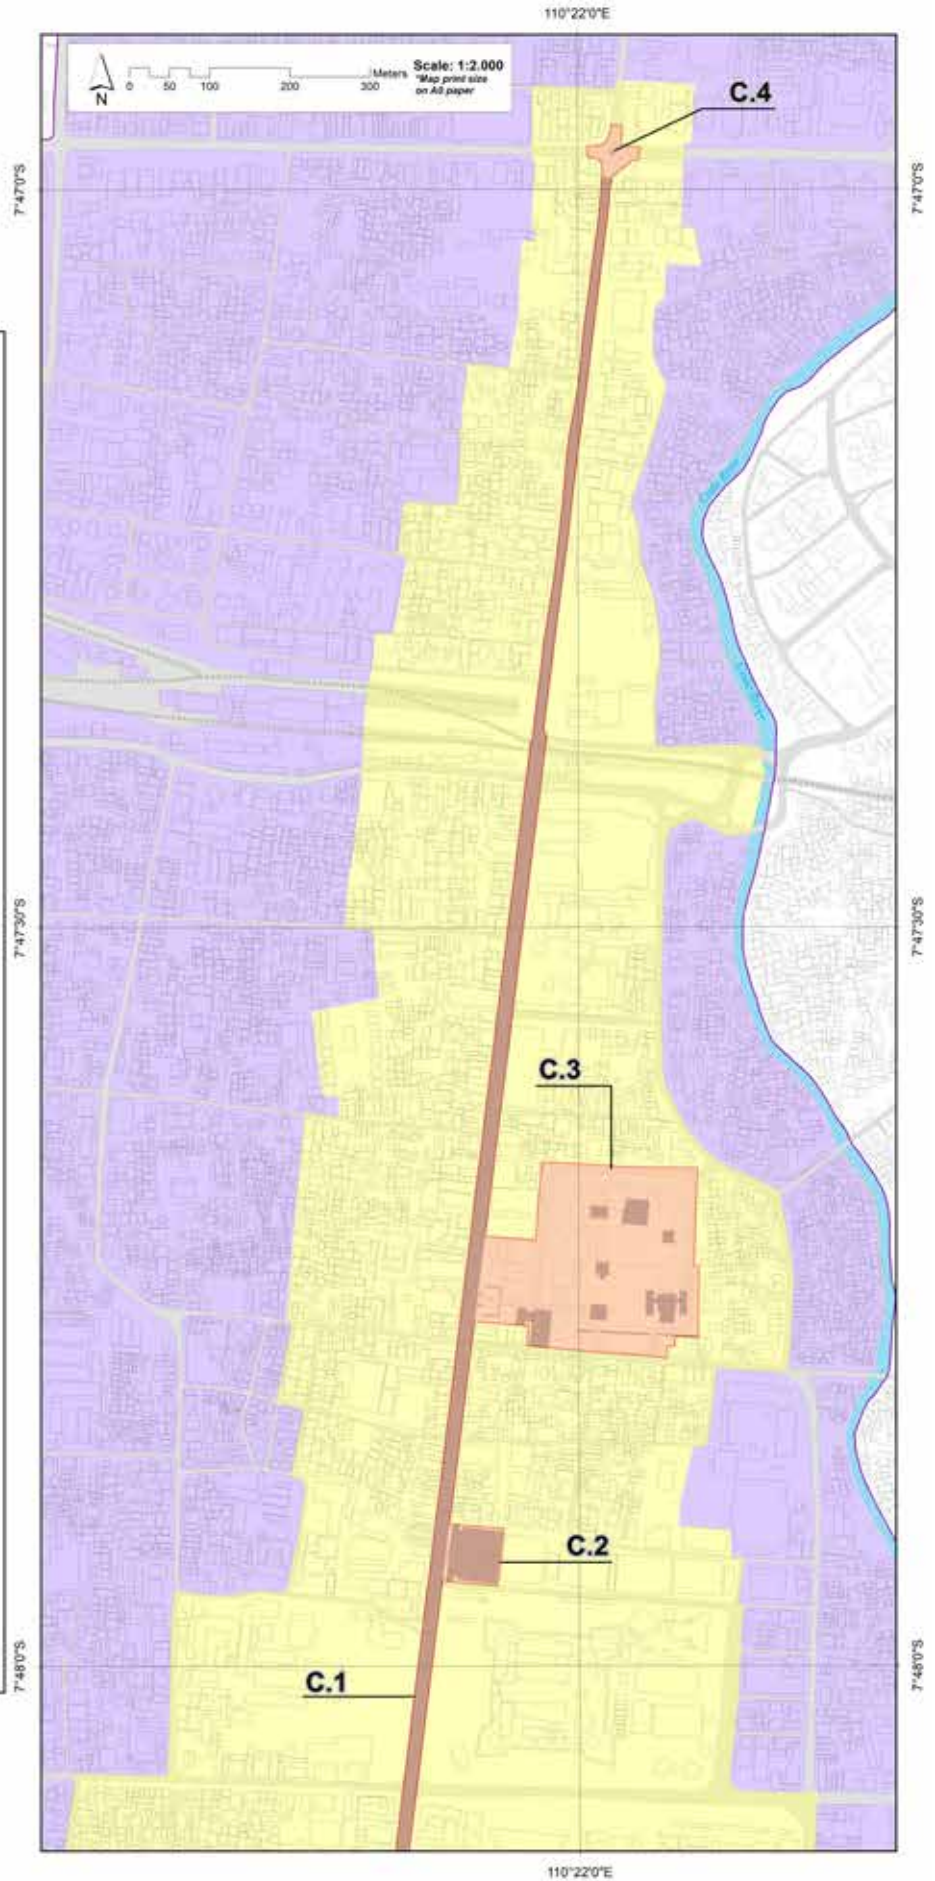 110°22'0"E
Scale: 1:2.000
*Map print size
on A0 paper
Meters
0 50 100 200 300
N
C.4
7°47'0"S
7°47'0"S
7°47'30"S
7°47'30"S
C.3
C.2
C.1
7°48'0"S
7°48'0"S
110°22'0"E